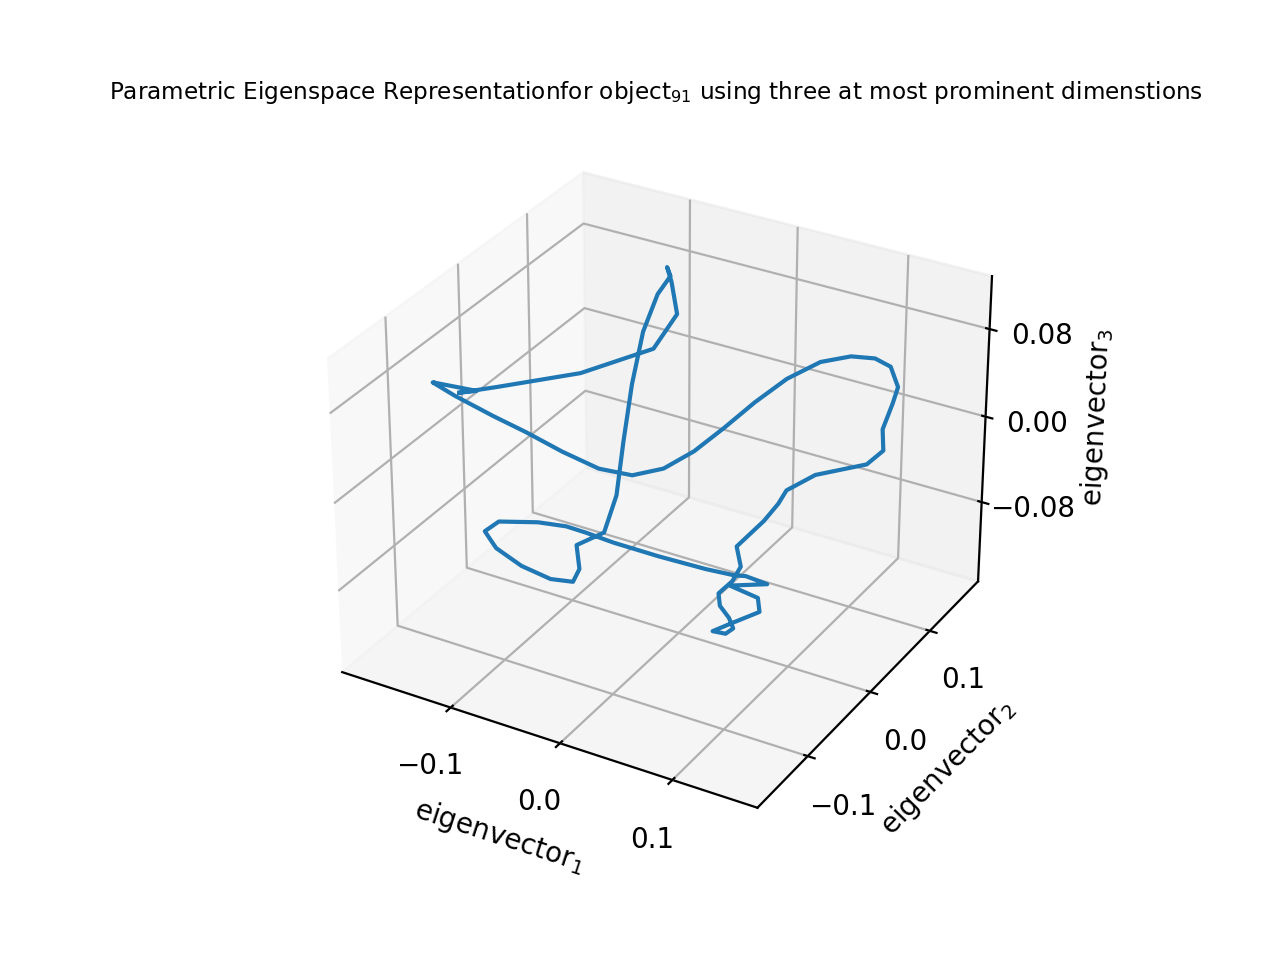 Parametric Eigenspace Representationfor object₉₁ using three at most prominent dimenstions
0.08
0.00
−0.08
eigenvector₃
0.1
0.0
−0.1
eigenvector₂
−0.1
0.0
0.1
eigenvector₁